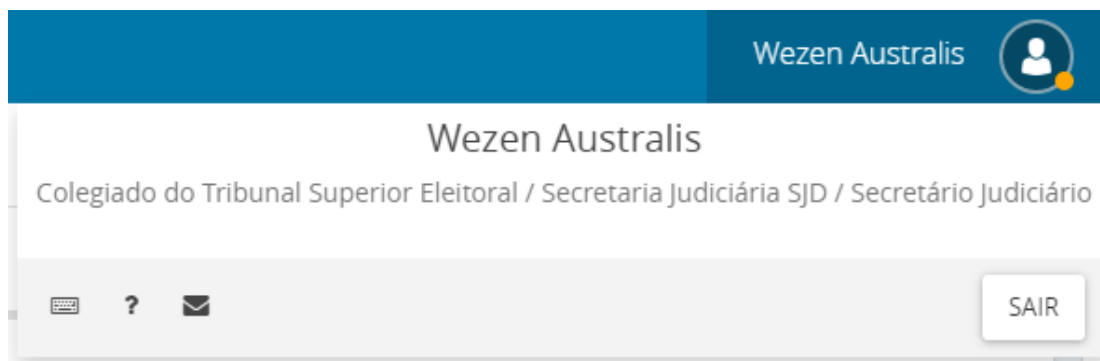 Wezen Australis
Wezen Australis
Colegiado do Tribunal Superior Eleitoral / Secretaria Judiciária SJD / Secretário Judiciário
? SAIR